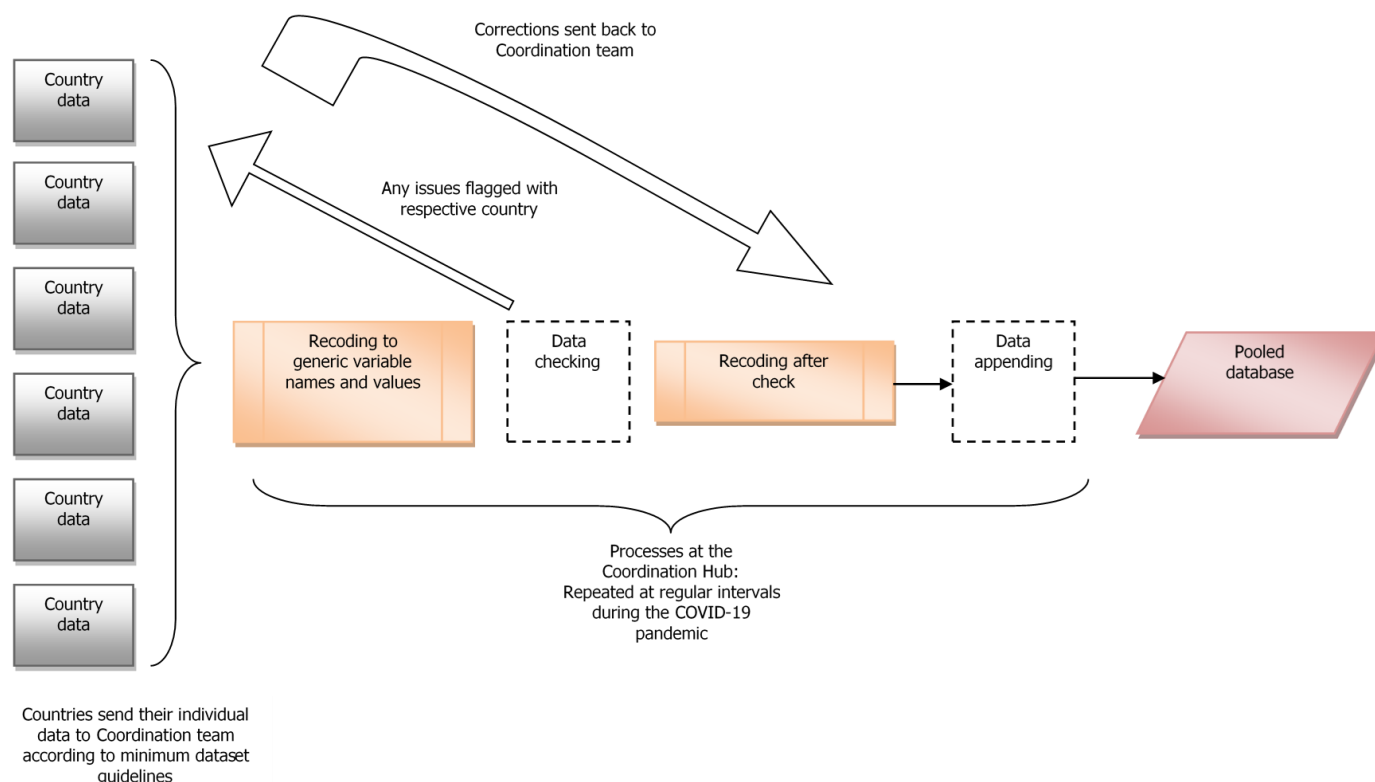 Corrections sent back to
Coordination team
Country
data
Country
data
Country
data
Country
data
Country
data
Country
data
Any issues flagged with
respective country
Recoding to
generic variable
names and values
Data
checking
Recoding after
check
Data
appending
Pooled
database
Processes at the
Coordination Hub:
Repeated at regular intervals
during the COVID-19
pandemic
Countries send their individual
data to Coordination team
according to minimum dataset
guidelines